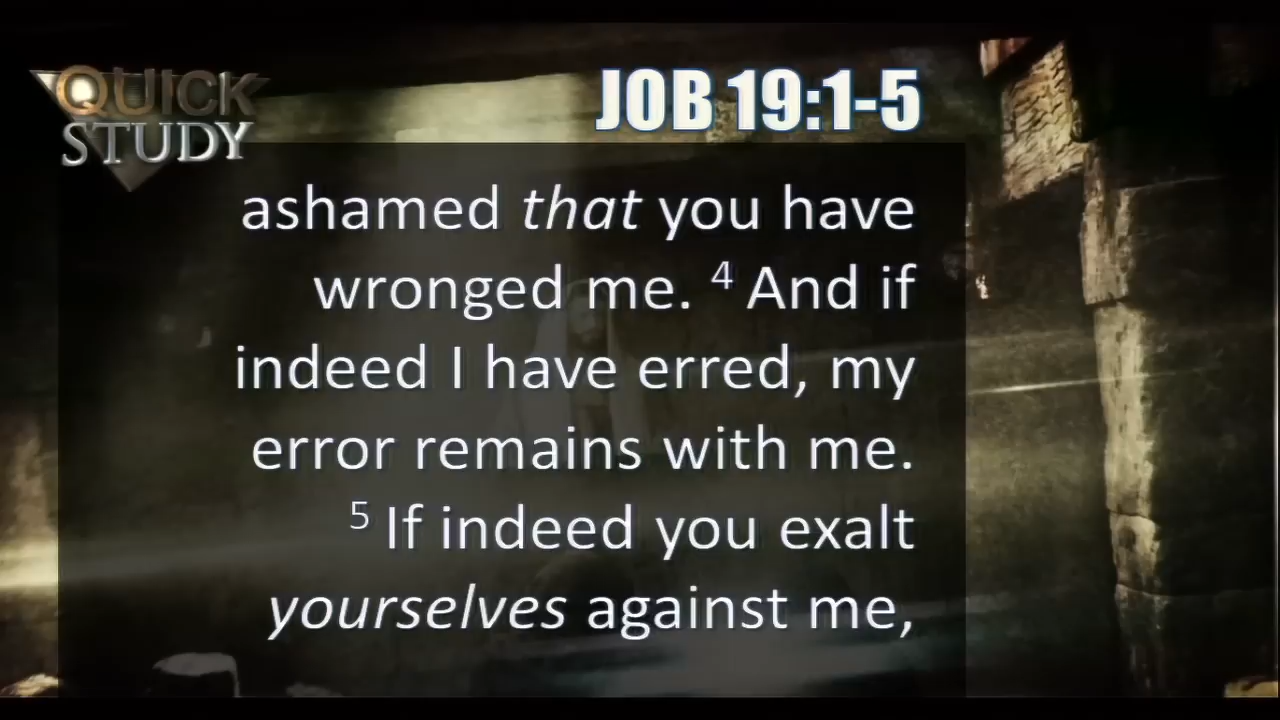 QUICK
STUDY
JOB 19:1-5
ashamed that you have
wronged me. 4 And if
indeed I have erred, my
error remains with me.
5 If indeed you exalt
yourselves against me,